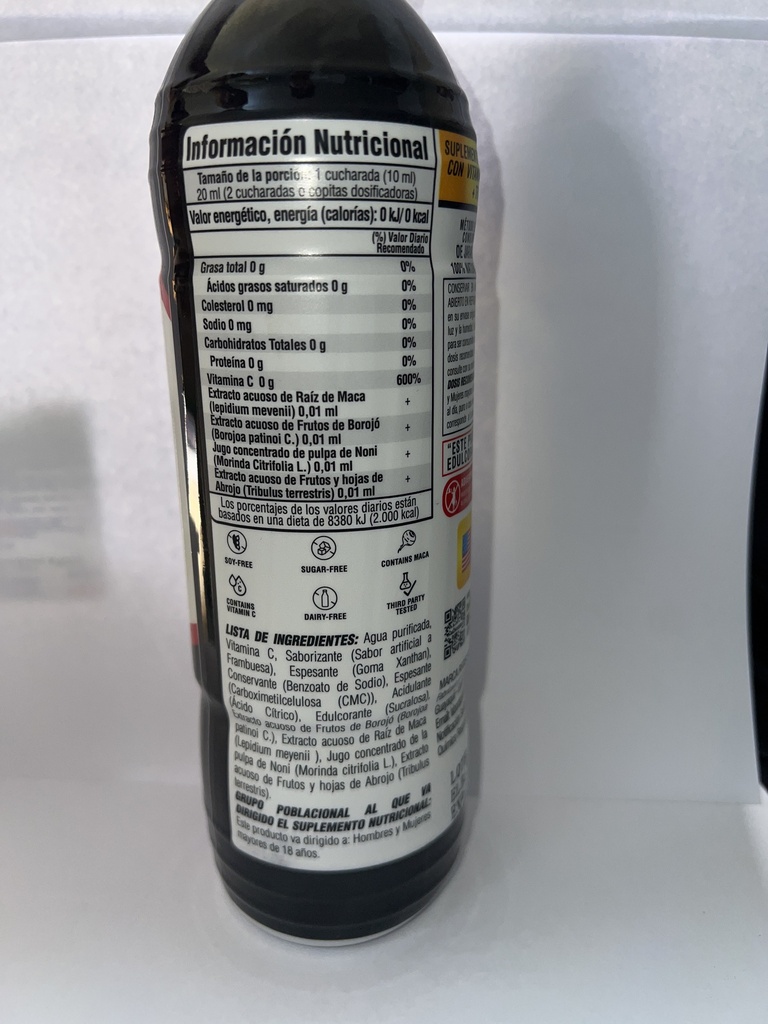 Información Nutricional
Tamaño de la porción: 1 cucharada (10 ml)
20 ml (2 cucharadas o copitas dosificadoras)
Valor energético, energía (calorías): 0 kJ/ 0 kcal
(%) Valor Diario
Recomendado
Grasa total 0 g 0%
Ácidos grasos saturados 0 g 0%
Colesterol 0 mg 0%
Sodio 0 mg 0%
Carbohidratos Totales 0 g 0%
Proteína 0 g 0%
Vitamina C 0 g 600%
Extracto acuoso de Raíz de Maca
(lepidium mevenii) 0,01 ml +
Extracto acuoso de Frutos de Borojó
(Borojoa patinoi C.) 0,01 ml +
Jugo concentrado de pulpa de Noni
(Morinda Citrifolia L.) 0,01 ml +
Extracto acuoso de Frutos y hojas de
Abrojo (Tribulus terrestris) 0,01 ml +
Los porcentajes de los valores diarios están
basados en una dieta de 8380 kJ (2.000 kcal)
SOY-FREE
SUGAR-FREE
CONTAINS MACA
CONTAINS
VITAMIN C
DAIRY-FREE
THIRD PARTY
TESTED
LISTA DE INGREDIENTES: Agua purificada,
Vitamina C, Saborizante (Sabor artificial a
Frambuesa), Espesante (Goma Xanthan),
Conservante (Benzoato de Sodio), Espesante
(Carboximetilcelulosa (CMC)), Acidulante
(Ácido Cítrico), Edulcorante (Sucralosa),
Extracto acuoso de Frutos de Borojó (Borojoa
patinoi C.), Extracto acuoso de Raíz de Maca
(Lepidium meyenii ), Jugo concentrado de la
pulpa de Noni (Morinda citrifolia L.), Extracto
acuoso de Frutos y hojas de Abrojo (Tribulus
terrestris).
GRUPO POBLACIONAL AL QUE VA
DIRIGIDO EL SUPLEMENTO NUTRICIONAL:
Este producto va dirigido a: Hombres y Mujeres
mayores de 18 años.
CON
"ESTE